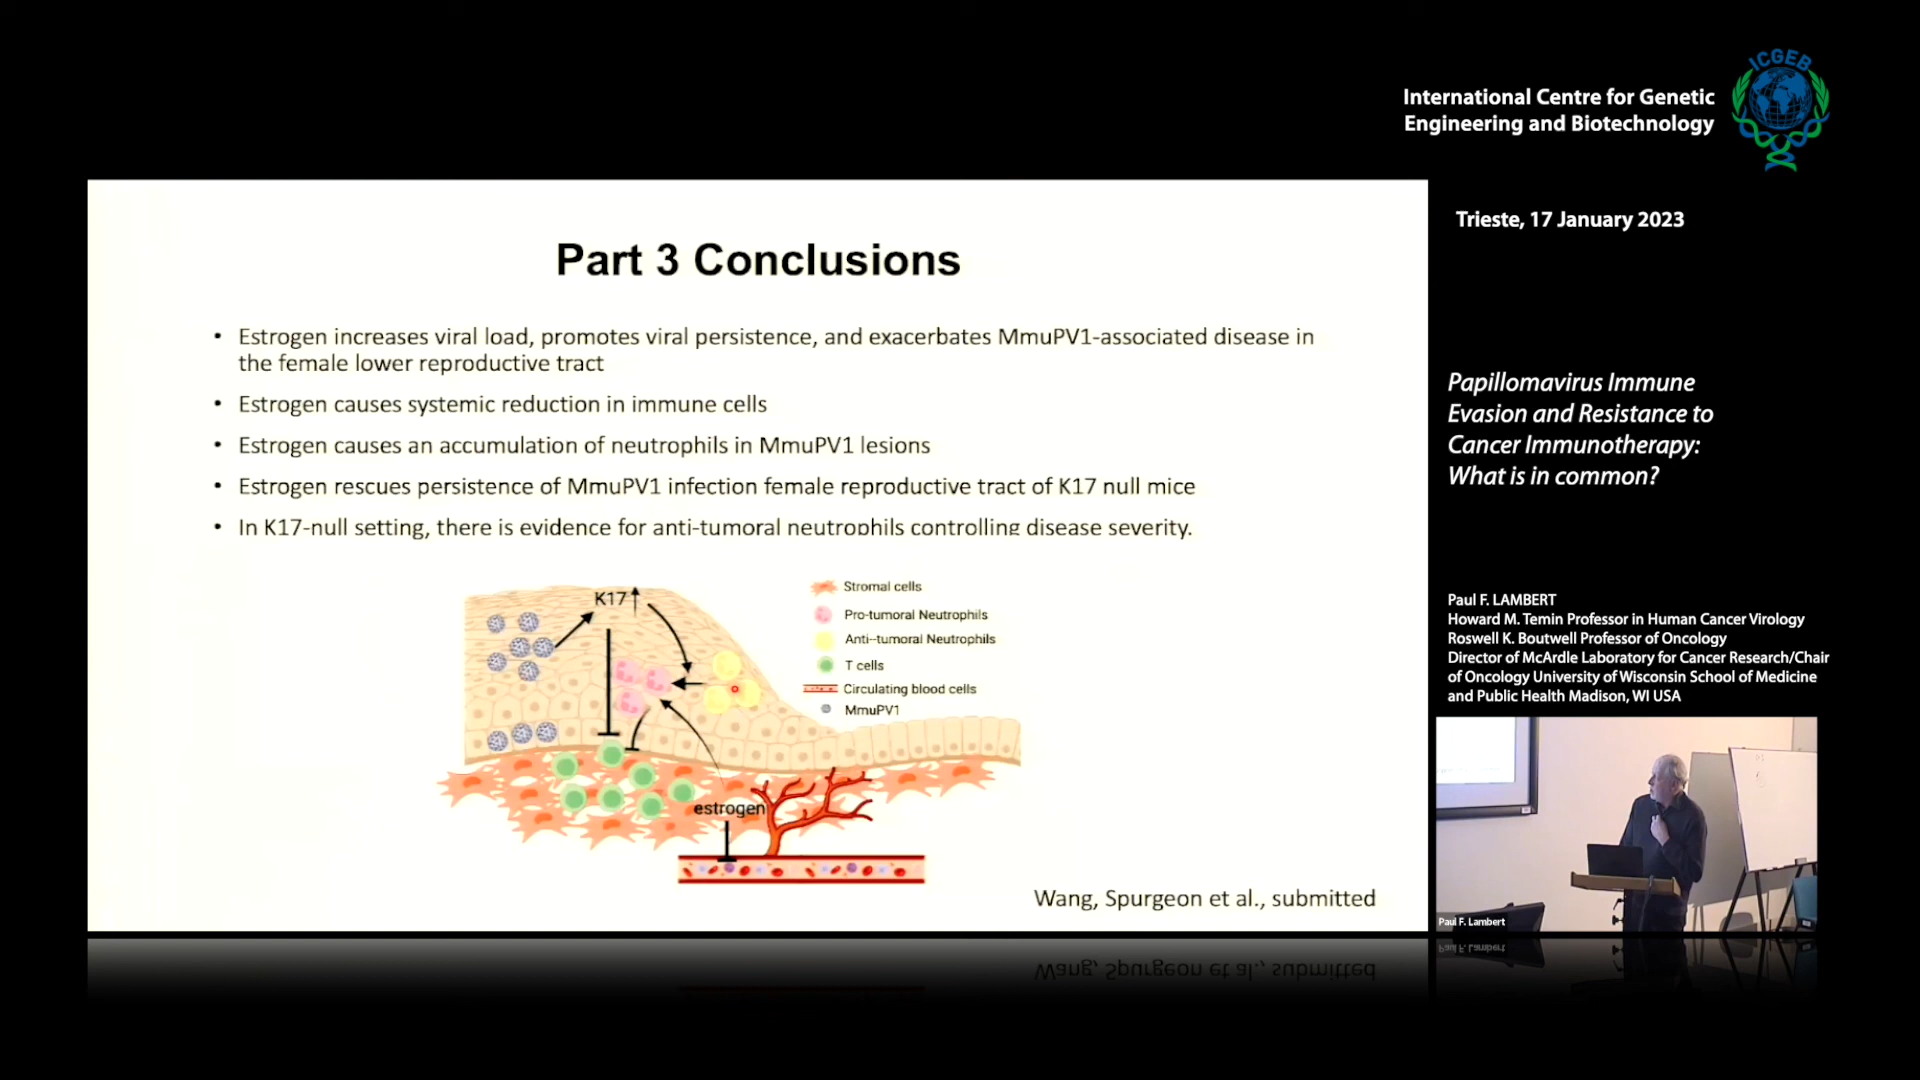 ICGEB
International Centre for Genetic
Engineering and Biotechnology
Trieste, 17 January 2023
Part 3 Conclusions
• Estrogen increases viral load, promotes viral persistence, and exacerbates MmuPV1-associated disease in
the female lower reproductive tract
• Estrogen causes systemic reduction in immune cells
• Estrogen causes an accumulation of neutrophils in MmuPV1 lesions
• Estrogen rescues persistence of MmuPV1 infection female reproductive tract of K17 null mice
• In K17-null setting, there is evidence for anti-tumoral neutrophils controlling disease severity.
K17
Stromal cells
Pro-tumoral Neutrophils
Anti--tumoral Neutrophils
T cells
Circulating blood cells
MmuPV1
estrogen
Wang, Spurgeon et al., submitted
Papillomavirus Immune
Evasion and Resistance to
Cancer Immunotherapy:
What is in common?
Paul F. LAMBERT
Howard M. Temin Professor in Human Cancer Virology
Roswell K. Boutwell Professor of Oncology
Director of McArdle Laboratory for Cancer Research/Chair
of Oncology University of Wisconsin School of Medicine
and Public Health Madison, WI USA
Paul F. Lambert
Paul F. Lambert
Wang, Spurgeon et al., submitted